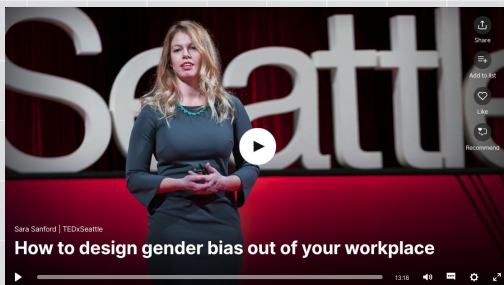 Seattl
Share
Add to list
Like
Recommend
Sara Sanford | TEDxSeattle
How to design gender bias out of your workplace
13:16